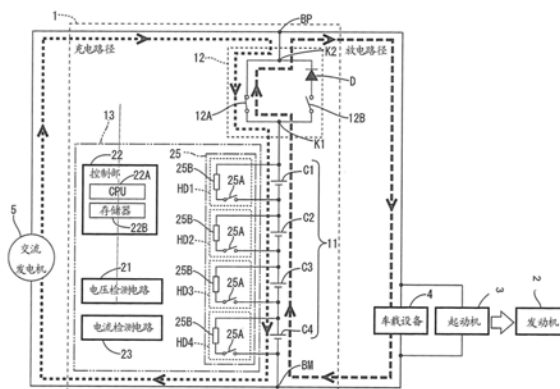 1
BP
充电路径
K2
放电路径
12
D
12A
12B
13
K1
22
控制部
22A
CPU
存储器
22B
25
25B
25A
HD1
C1
25B
25A
HD2
C2
11
5
交流
发电机
21
电压检测电路
25B
25A
HD3
C3
电流检测电路
23
25B
25A
HD4
C4
4
车载设备
3
起动机
2
发动机
BM